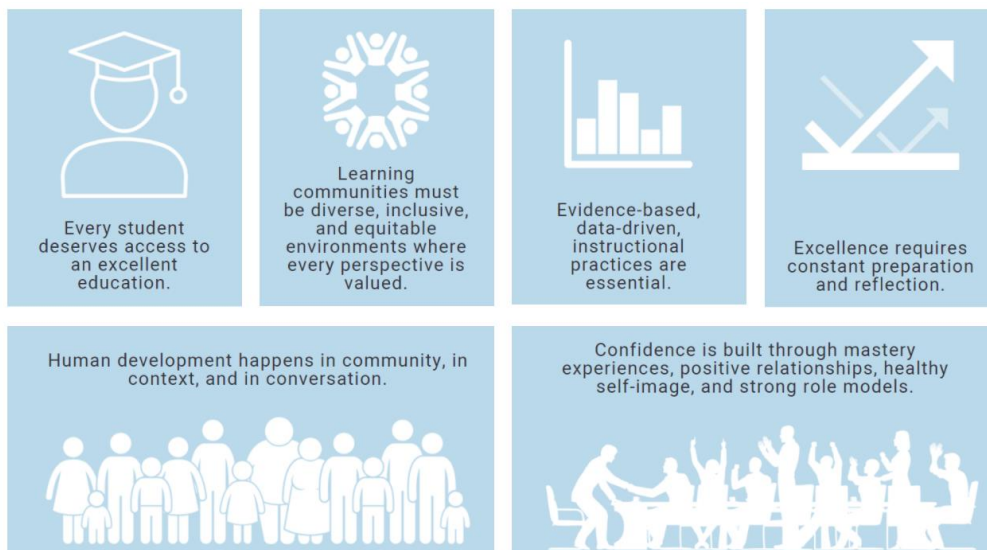 Every student
deserves access to
an excellent
education.
Learning
communities must
be diverse, inclusive,
and equitable
environments where
every perspective is
valued.
Evidence-based,
data-driven,
instructional
practices are
essential.
Excellence requires
constant preparation
and reflection.
Human development happens in community, in
context, and in conversation.
Confidence is built through mastery
experiences, positive relationships, healthy
self-image, and strong role models.